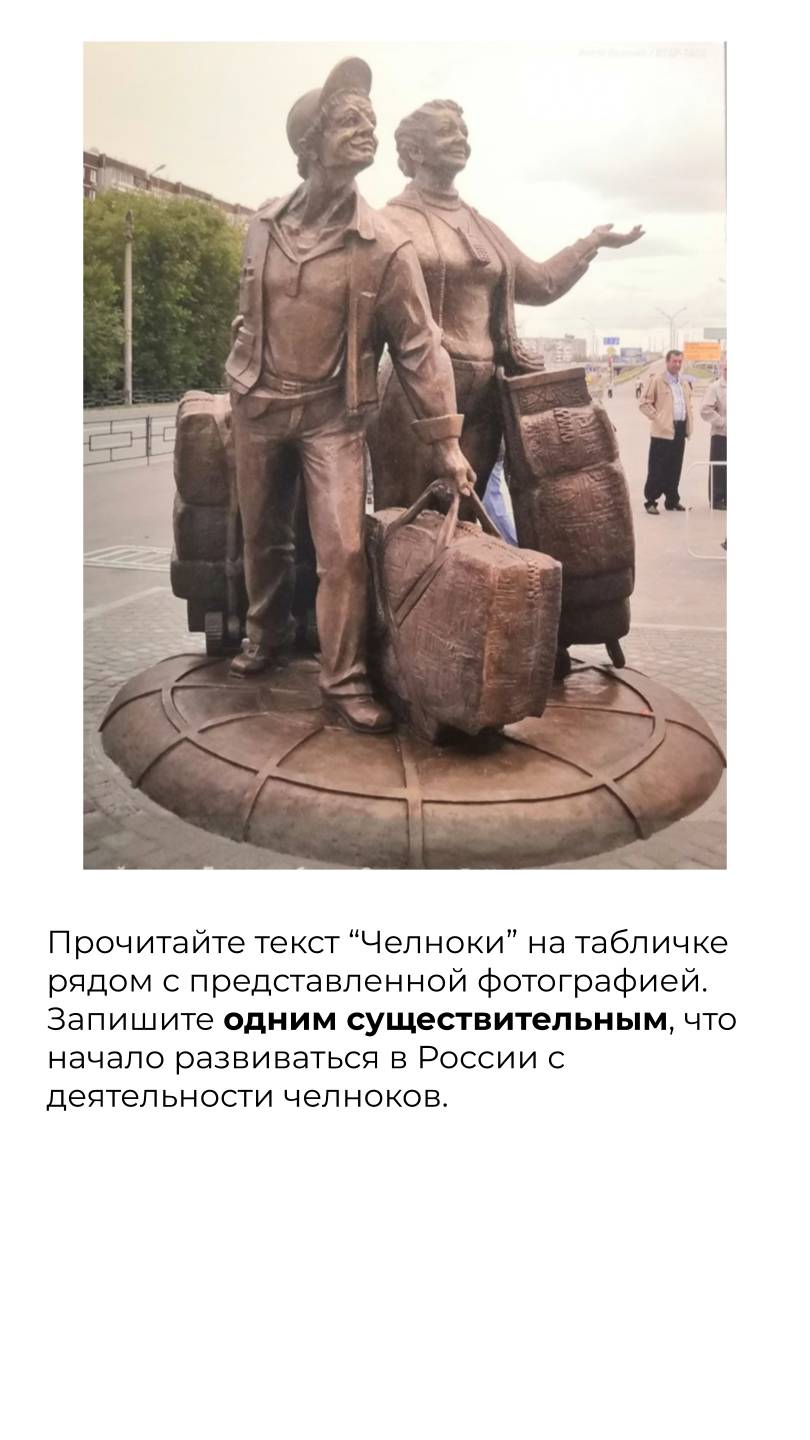 Прочитайте текст “Челноки” на табличке
рядом с представленной фотографией.
Запишите одним существительным, что
начало развиваться в России с
деятельности челноков.